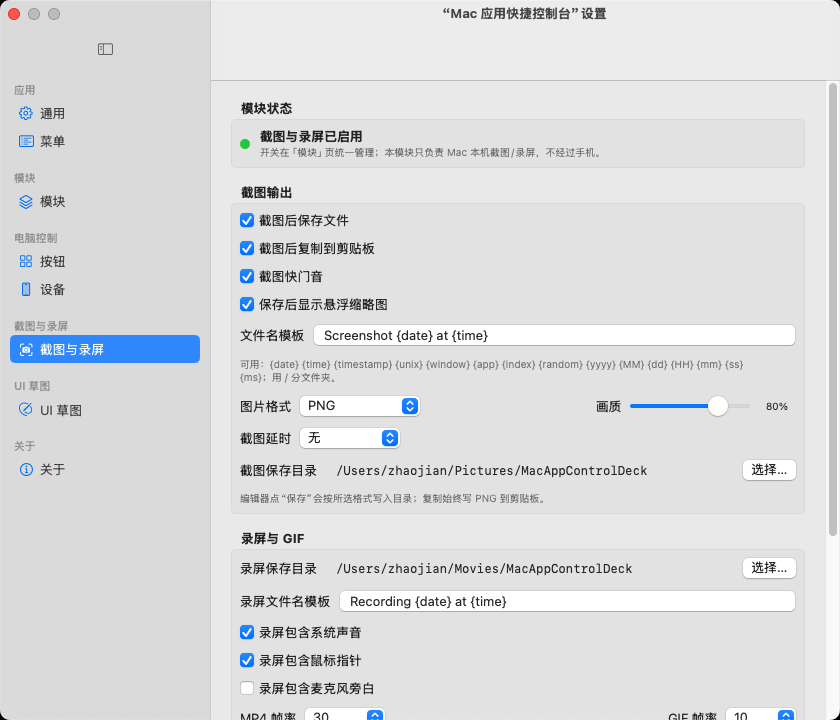 “Mac 应用快捷控制台” 设置
应用
通用
菜单
模块
模块
电脑控制
按钮
设备
截图与录屏
截图与录屏
UI 草图
UI 草图
关于
关于
模块状态
截图与录屏已启用
开关在「模块」页统一管理；本模块只负责 Mac 本机截图/录屏，不经过手机。
截图输出
截图后保存文件
截图后复制到剪贴板
截图快门音
保存后显示悬浮缩略图
文件名模板 Screenshot {date} at {time}
可用：{date} {time} {timestamp} {unix} {window} {app} {index} {random} {yyyy} {MM} {dd} {HH} {mm} {ss}
{ms}；用 / 分文件夹。
图片格式 PNG 画质 80%
截图延时 无
截图保存目录 /Users/zhaojian/Pictures/MacAppControlDeck 选择...
编辑器点“保存”会按所选格式写入目录；复制始终写 PNG 到剪贴板。
录屏与 GIF
录屏保存目录 /Users/zhaojian/Movies/MacAppControlDeck 选择...
录屏文件名模板 Recording {date} at {time}
录屏包含系统声音
录屏包含鼠标指针
录屏包含麦克风旁白
MP4 帧率 30 GIF 帧率 10